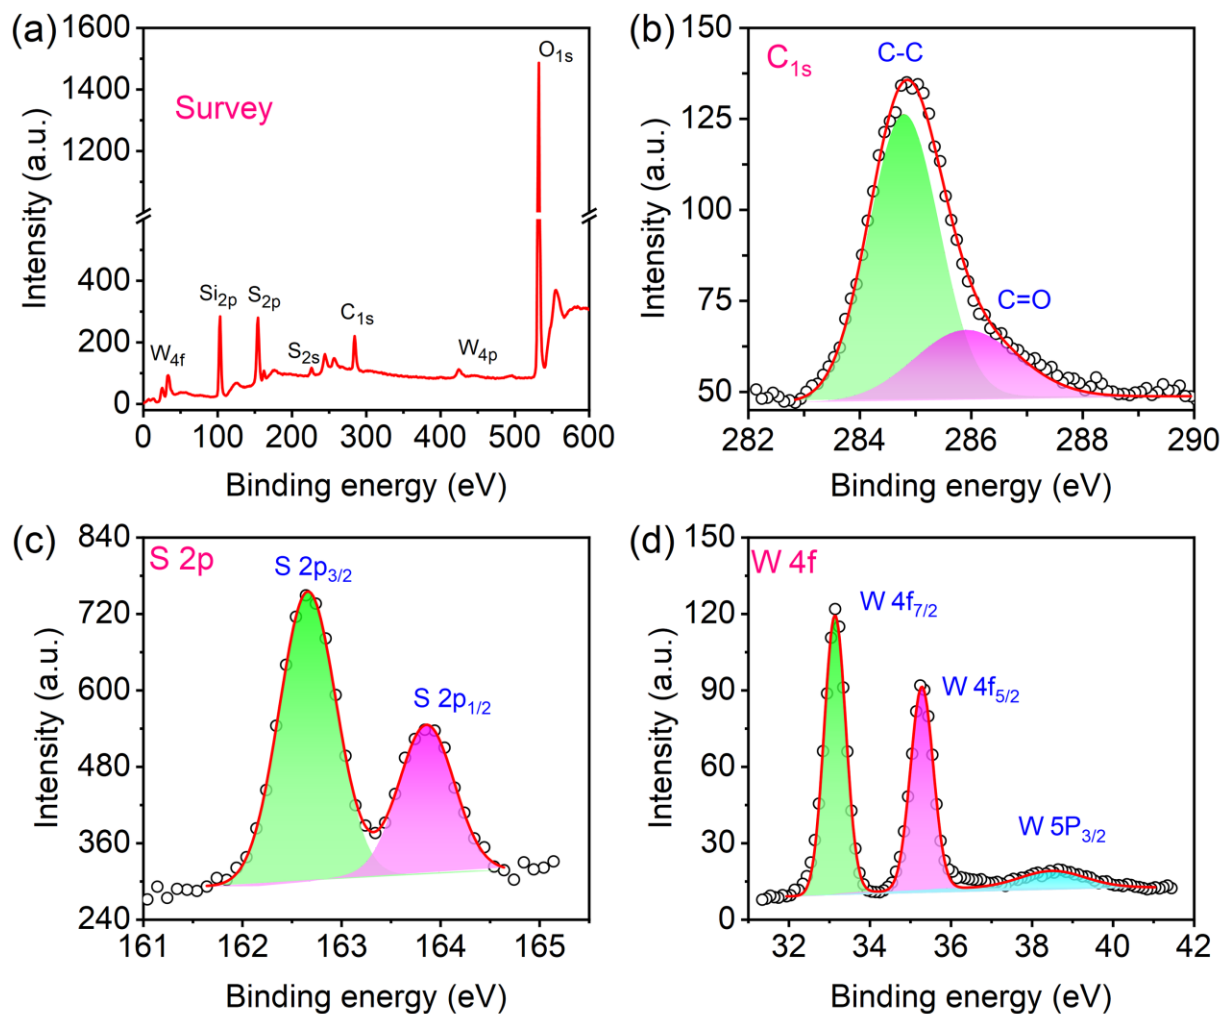 (a)
Survey
Intensity (a.u.)
1600
1400
1200
400
200
0
W4f
Si2p
S2p
S2s
C1s
W4p
O1s
0 100 200 300 400 500 600
Binding energy (eV)
(b)
C1s
C-C
C=O
Intensity (a.u.)
150
125
100
75
50
282 284 286 288 290
Binding energy (eV)
(c)
S 2p
S 2p3/2
S 2p1/2
Intensity (a.u.)
840
720
600
480
360
240
161 162 163 164 165
Binding energy (eV)
(d)
W 4f
W 4f7/2
W 4f5/2
W 5P3/2
Intensity (a.u.)
150
120
90
60
30
0
32 34 36 38 40 42
Binding energy (eV)